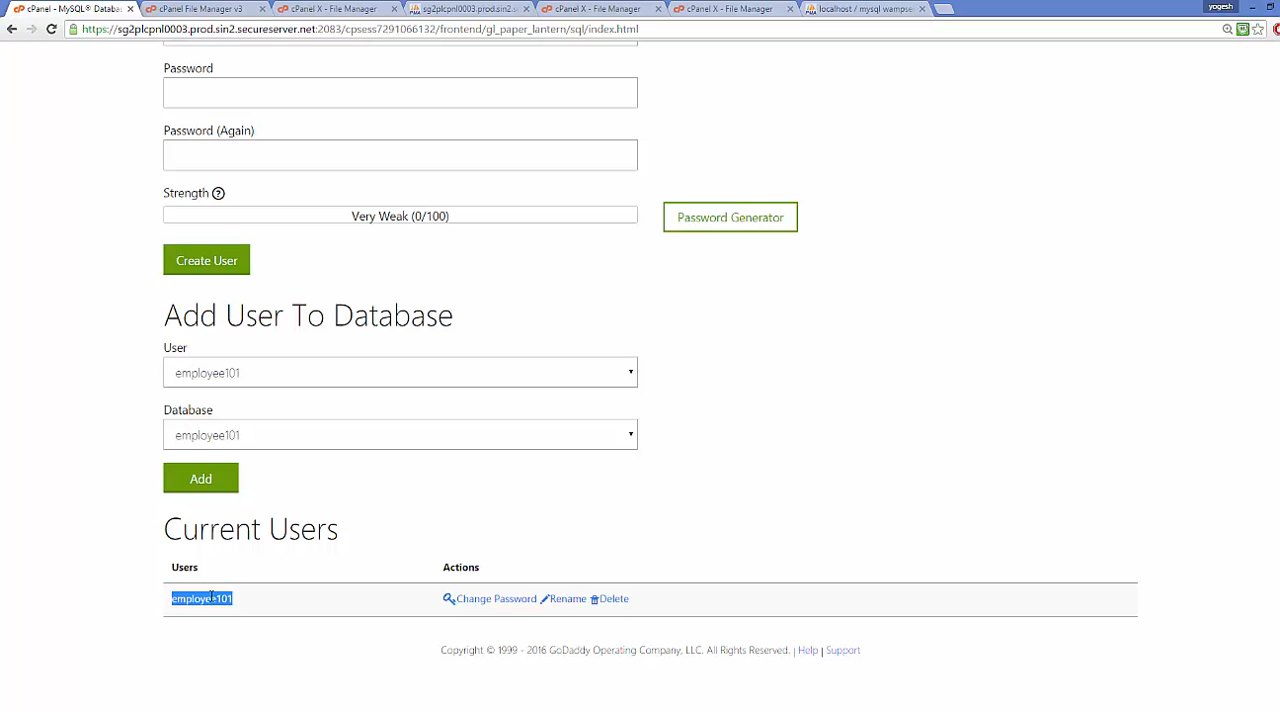 cPanel - MySQL® Databas
cPanel File Manager v3
cPanel X - File Manager
sg2plcpnl0003.prod.sin2.s
cPanel X - File Manager
cPanel X - File Manager
localhost / mysql wampse
yogesh
https://sg2plcpnl0003.prod.sin2.secureserver.net:2083/cpsess7291066132/frontend/gl_paper_lantern/sql/index.html
Password
Password (Again)
Strength ?
Very Weak (0/100)
Password Generator
Create User
Add User To Database
User
employee101
Database
employee101
Add
Current Users
Users Actions
employee101 Change Password Rename Delete
Copyright © 1999 - 2016 GoDaddy Operating Company, LLC. All Rights Reserved. | Help | Support